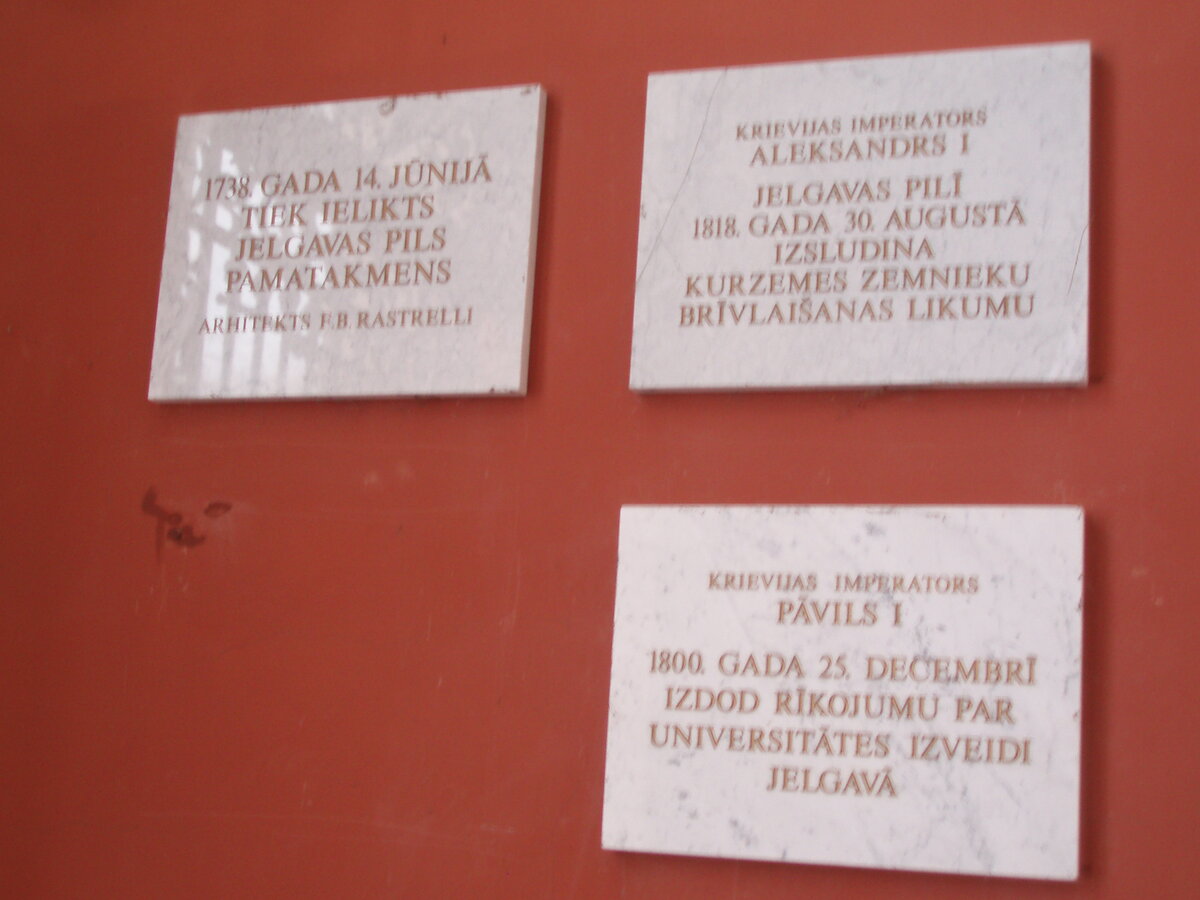 1738. GADA 14. JŪNIJĀ
TIEK IELIKTS
JELGAVAS PILS
PAMATAKMENS
ARHITEKTS F.B. RASTRELLI
KRIEVIJAS IMPERATORS
ALEKSANDRS I
JELGAVAS PILĪ
1818. GADA 30. AUGUSTĀ
IZSLUDINA
KURZEMES ZEMNIEKU
BRĪVLAIŠANAS LIKUMU
KRIEVIJAS IMPERATORS
PĀVILS I
1800. GADA 25. DECEMBRĪ
IZDOD RĪKOJUMU PAR
UNIVERSITĀTES IZVEIDI
JELGAVĀ